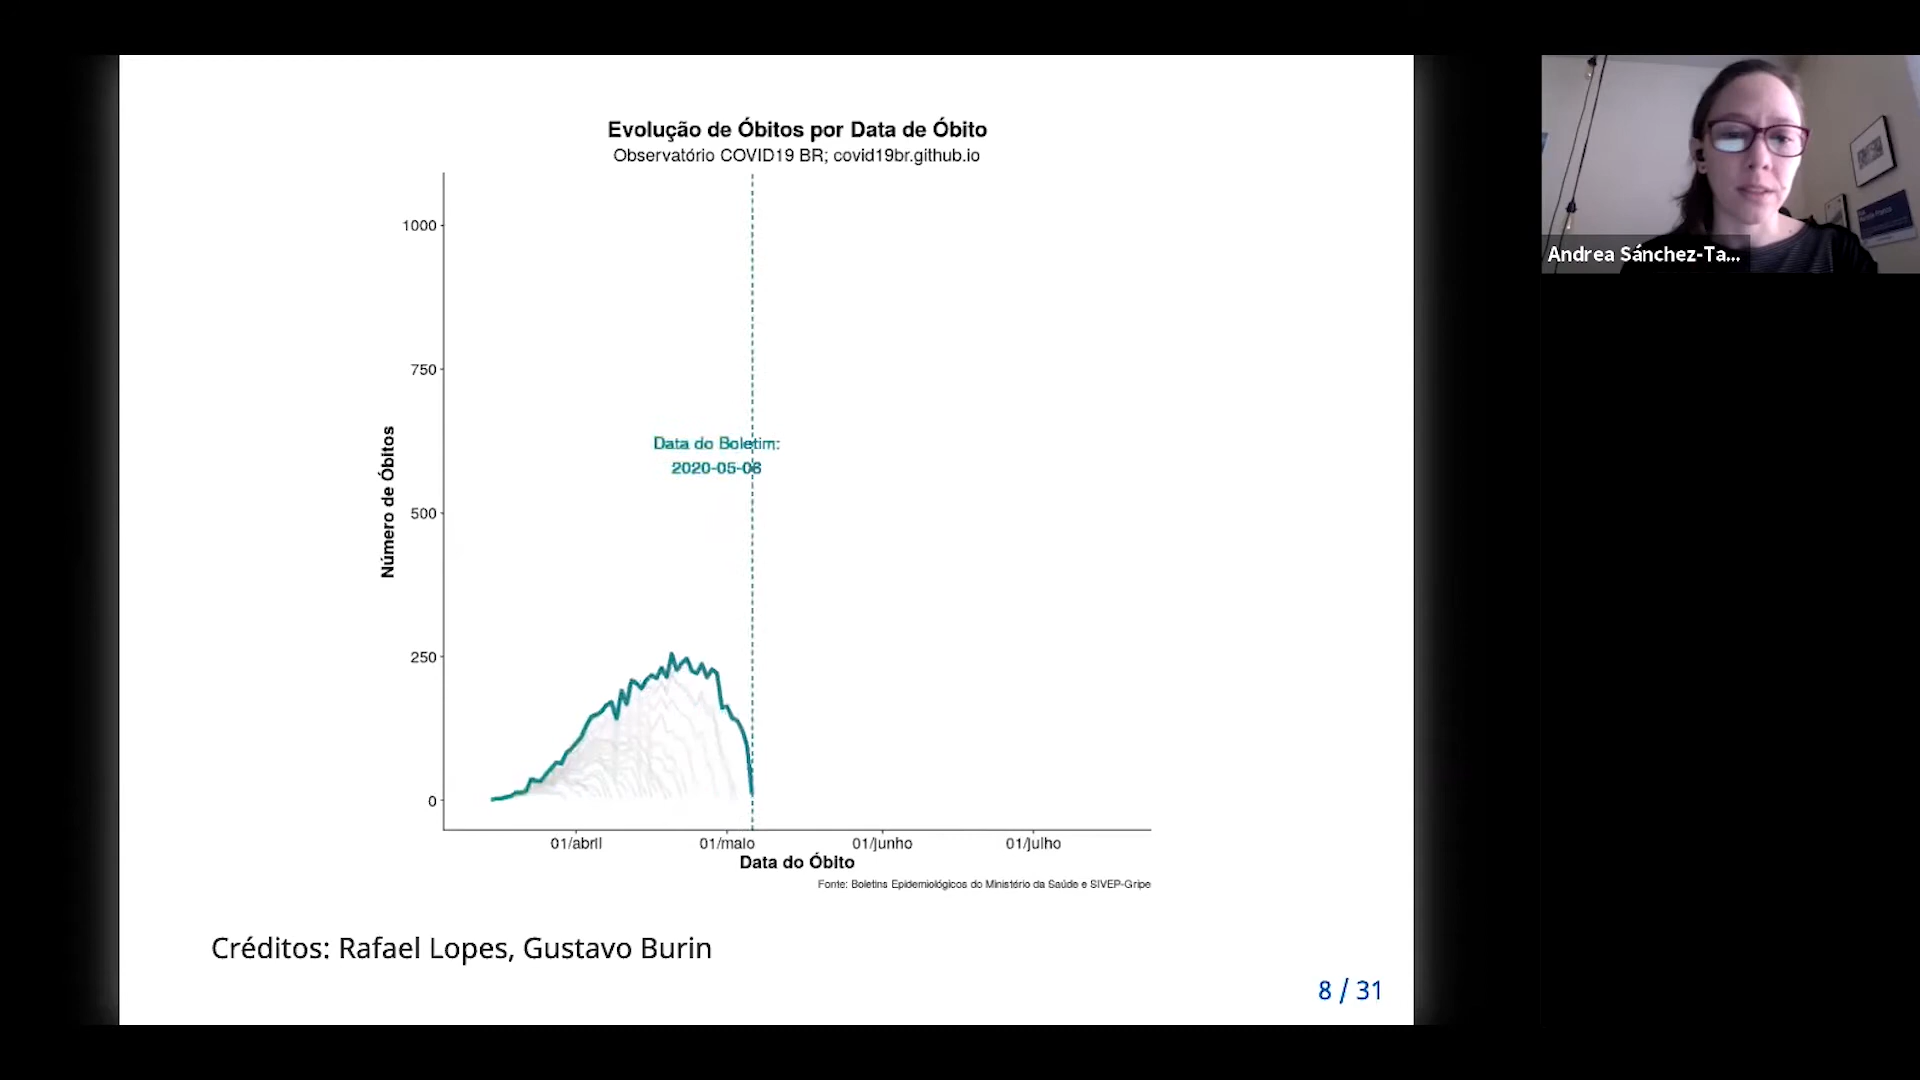 Evolução de Óbitos por Data de Óbito
Observatório COVID19 BR; covid19br.github.io
1000
750
500
250
0
Número de Óbitos
Data do Boletim:
2020-05-06
01/abril
01/maio
01/junho
01/julho
Data do Óbito
Fonte: Boletins Epidemiológicos do Ministério da Saúde e SIVEP-Gripe
Créditos: Rafael Lopes, Gustavo Burin
8 / 31
Andrea Sánchez-Ta...